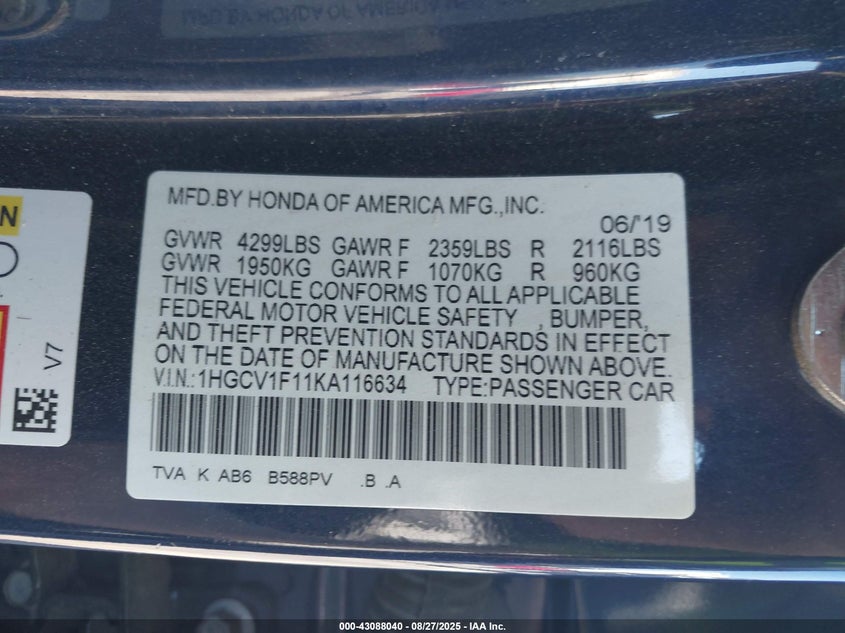 MFD.BY HONDA OF AMERICA MFG.,INC.
06/'19
GVWR 4299LBS GAWR F 2359LBS R 2116LBS
GVWR 1950KG GAWR F 1070KG R 960KG
THIS VEHICLE CONFORMS TO ALL APPLICABLE
FEDERAL MOTOR VEHICLE SAFETY , BUMPER,
AND THEFT PREVENTION STANDARDS IN EFFECT
ON THE DATE OF MANUFACTURE SHOWN ABOVE.
V.I.N.:1HGCV1F11KA116634 TYPE:PASSENGER CAR
TVA K AB6 B588PV .B .A
V7
000-43088040 - 08/27/2025 - IAA Inc.